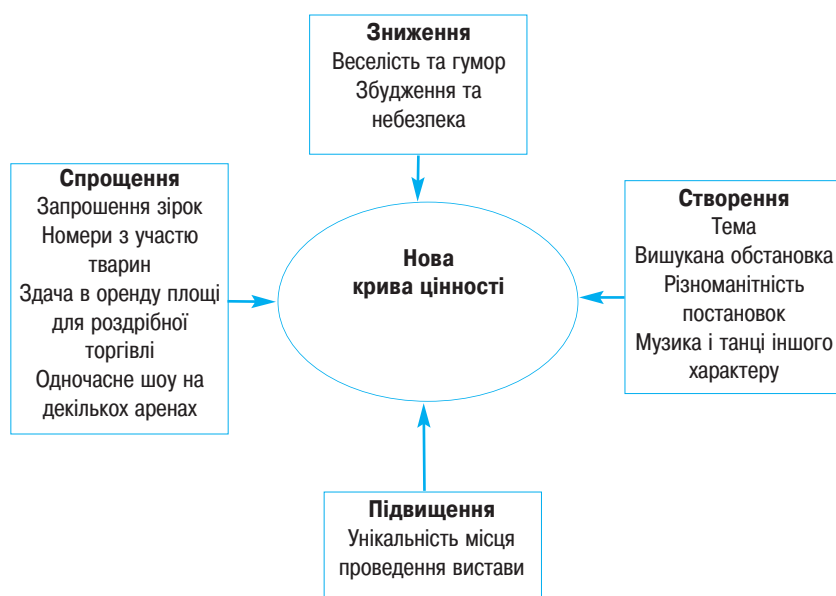 Зниження
Веселість та гумор
Збудження та
небезпека
Спрощення
Запрошення зірок
Номери з участю
тварин
Здача в оренду площі
для роздрібної
торгівлі
Одночасне шоу на
декількох аренах
Нова
крива цінності
Створення
Тема
Вишукана обстановка
Різноманітність
постановок
Музика і танці іншого
характеру
Підвищення
Унікальність місця
проведення вистави